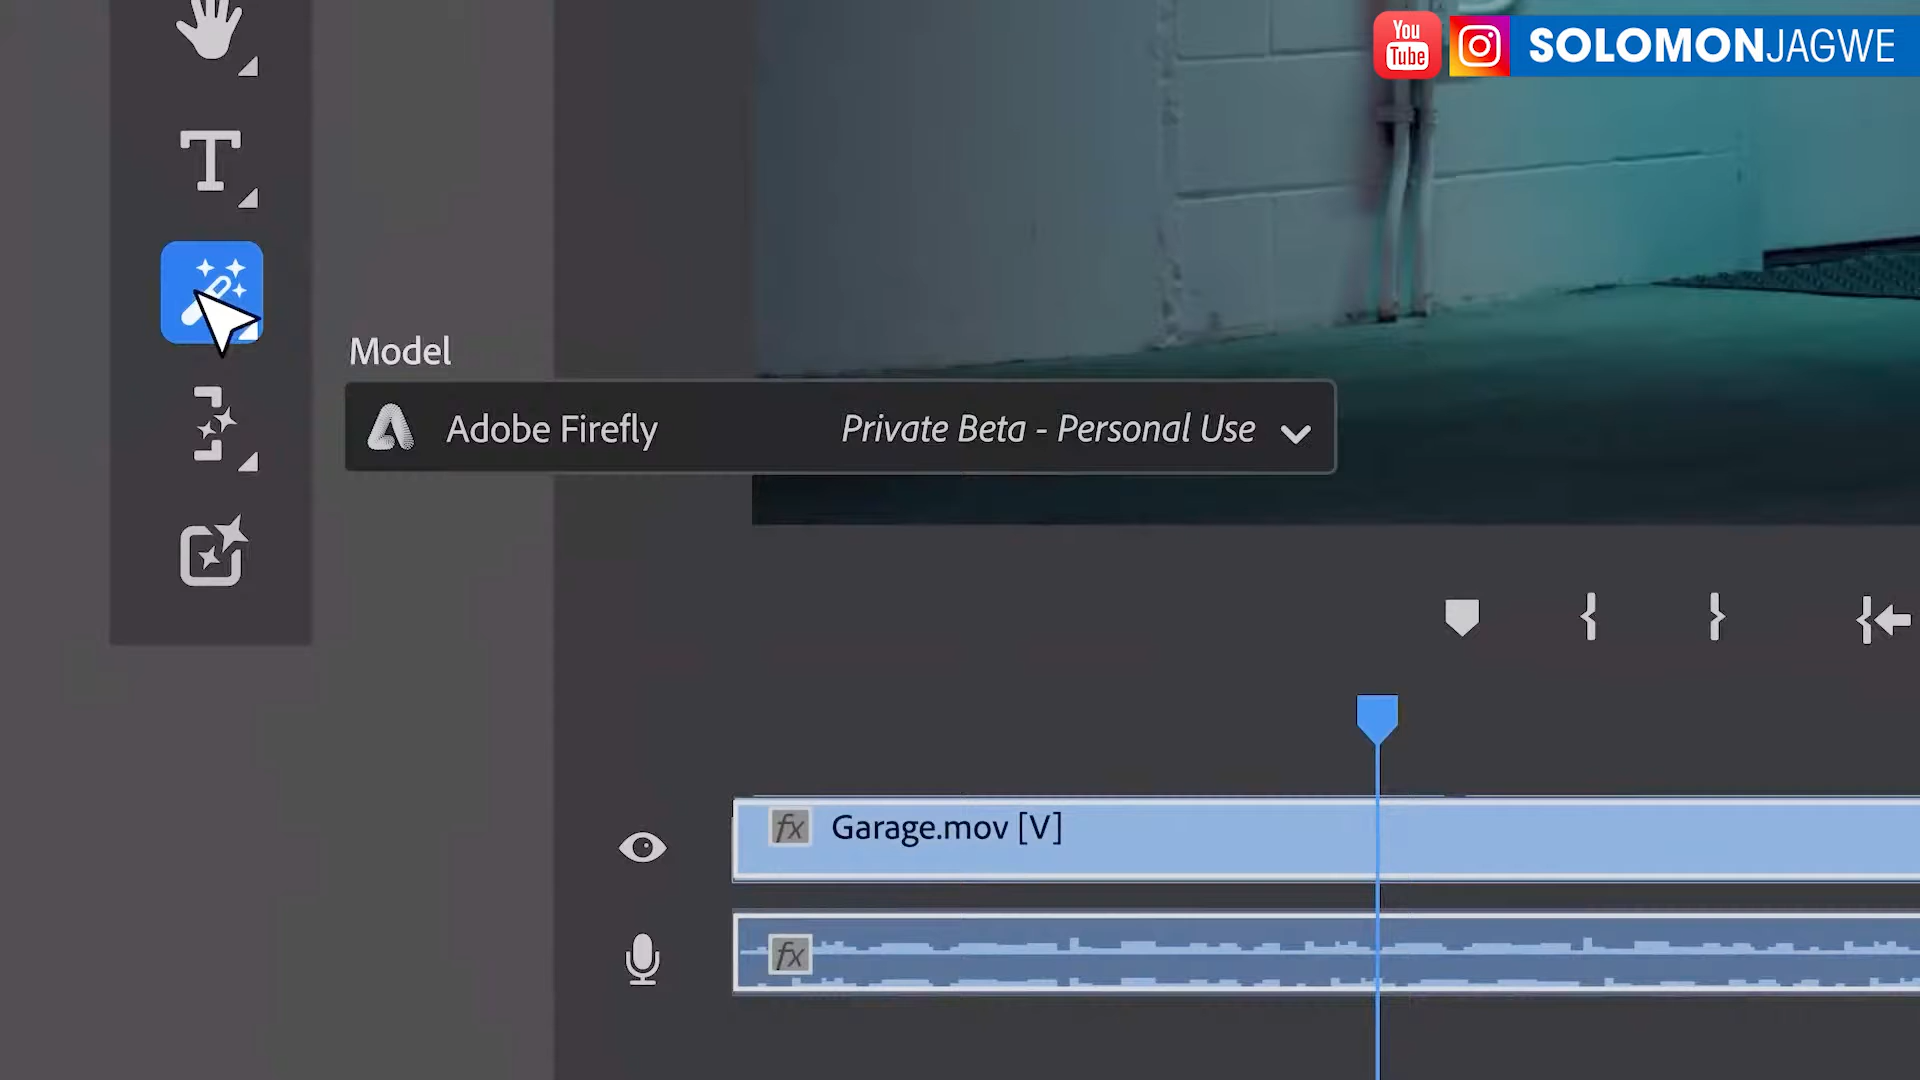 You
Tube
SOLOMONJAGWE
T
Model
Adobe Firefly
Private Beta - Personal Use
fx
Garage.mov [V]
fx